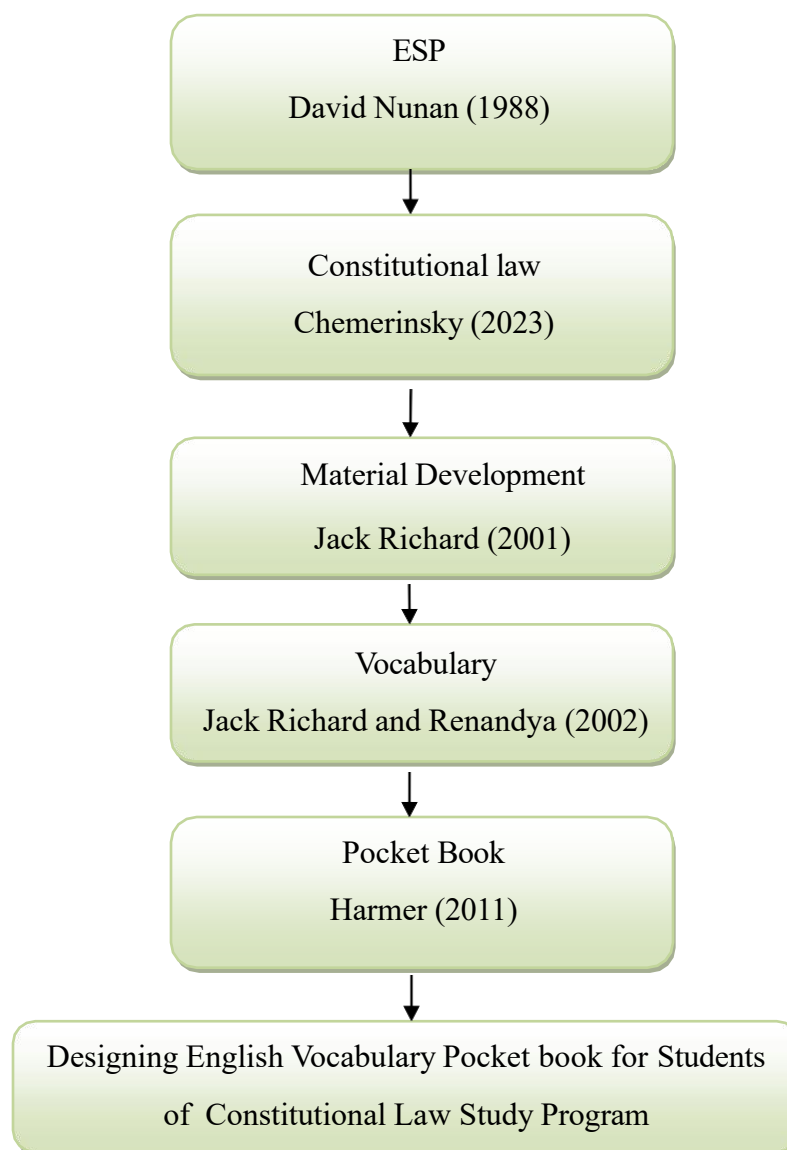 ESP
David Nunan (1988)
Constitutional law
Chemerinsky (2023)
Material Development
Jack Richard (2001)
Vocabulary
Jack Richard and Renandya (2002)
Pocket Book
Harmer (2011)
Designing English Vocabulary Pocket book for Students
of Constitutional Law Study Program